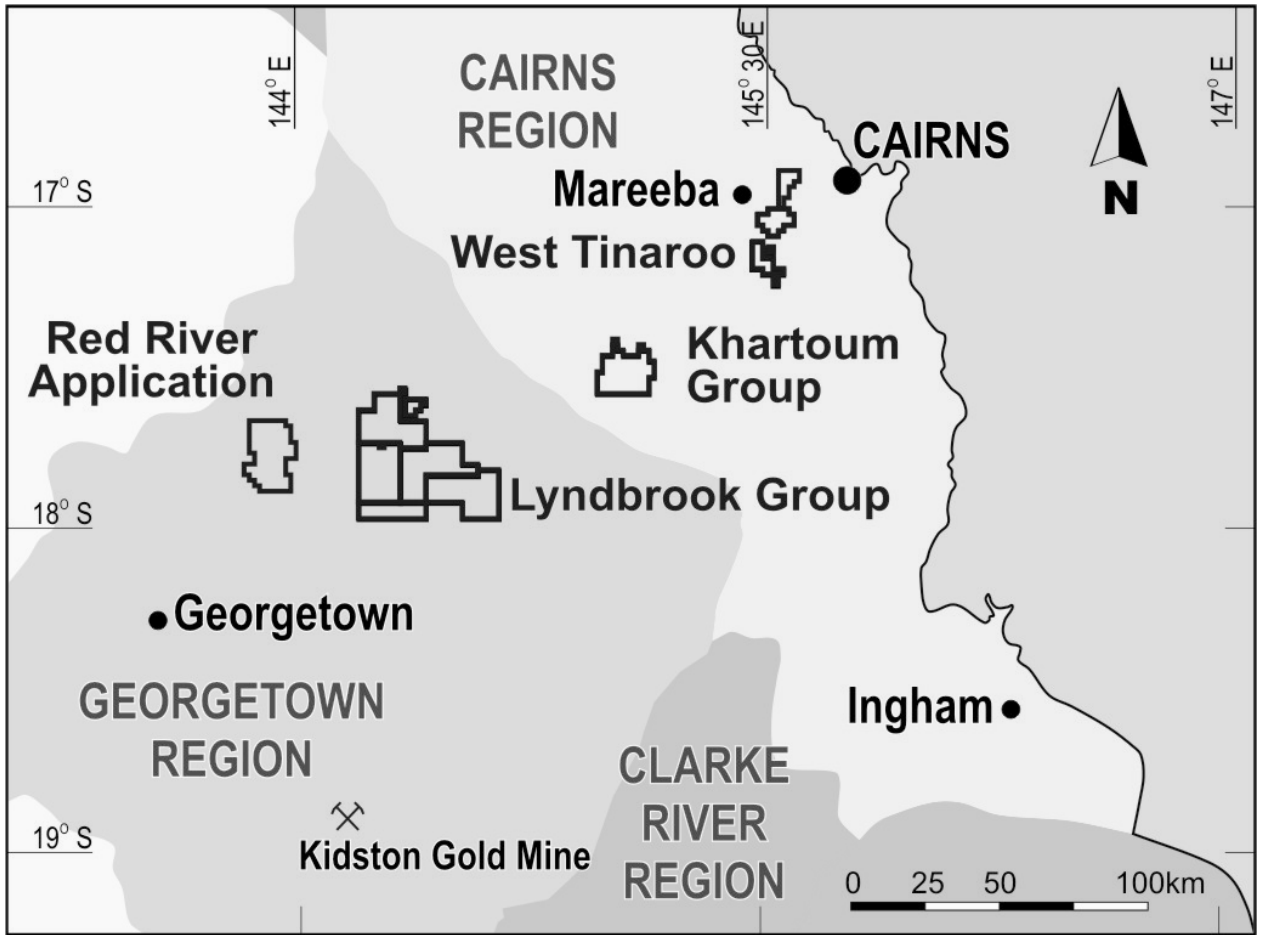 144° E
145° 30 E
147° E
CAIRNS
REGION
CAIRNS
Mareeba
N
17° S
West Tinaroo
Red River
Application
Khartoum
Group
Lyndbrook Group
18° S
Georgetown
GEORGETOWN
REGION
Ingham
CLARKE
RIVER
REGION
19° S
Kidston Gold Mine
0 25 50 100km